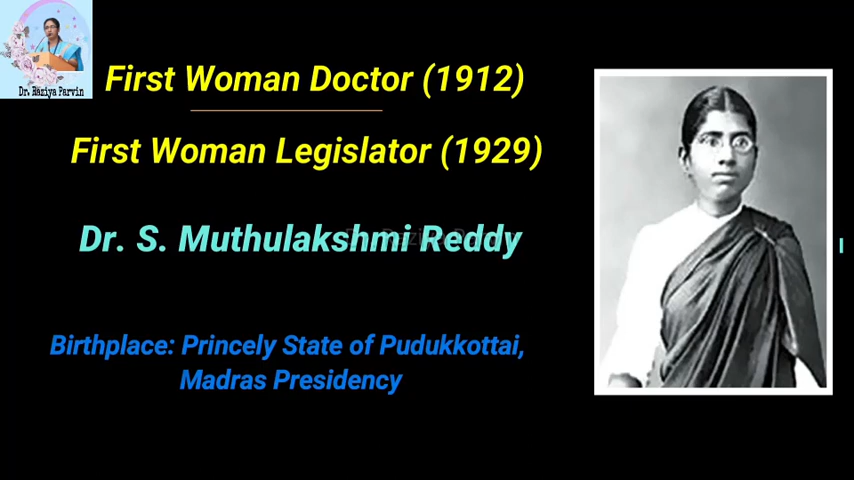 Dr. Raziya Parvin
First Woman Doctor (1912)
First Woman Legislator (1929)
Dr. S. Muthulakshmi Reddy
Birthplace: Princely State of Pudukkottai,
Madras Presidency